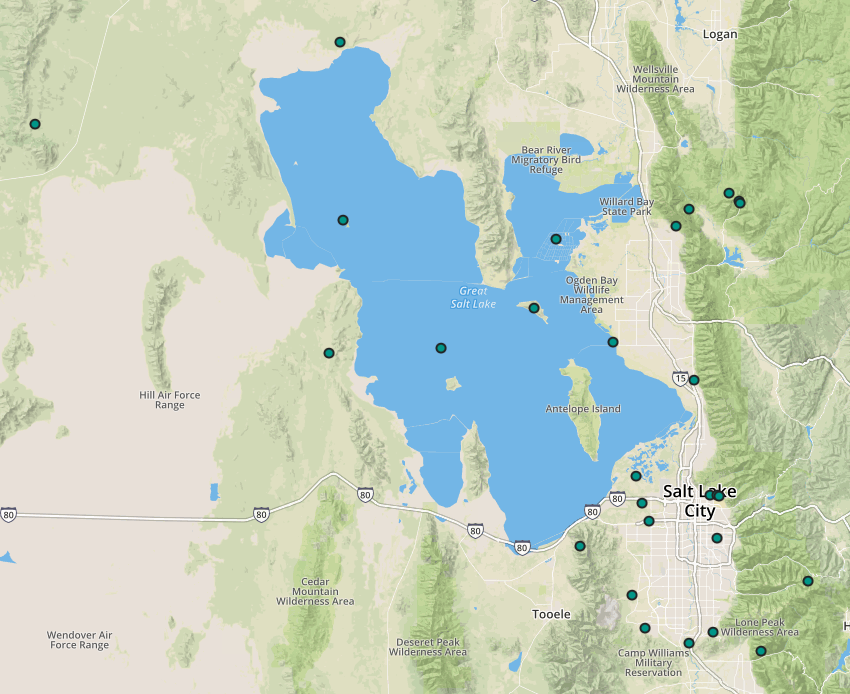 Logan
Wellsville
Mountain
Wilderness Area
Bear River
Migratory Bird
Refuge
Willard Bay
State Park
Great
Salt Lake
Ogden Bay
Wildlife
Management
Area
15
Hill Air Force
Range
Antelope Island
80
80
80
80
80
80
80
Salt Lake
City
Cedar
Mountain
Wilderness Area
Tooele
Wendover Air
Force Range
Deseret Peak
Wilderness Area
Lone Peak
Wilderness Area
H
Camp Williams
Military
Reservation